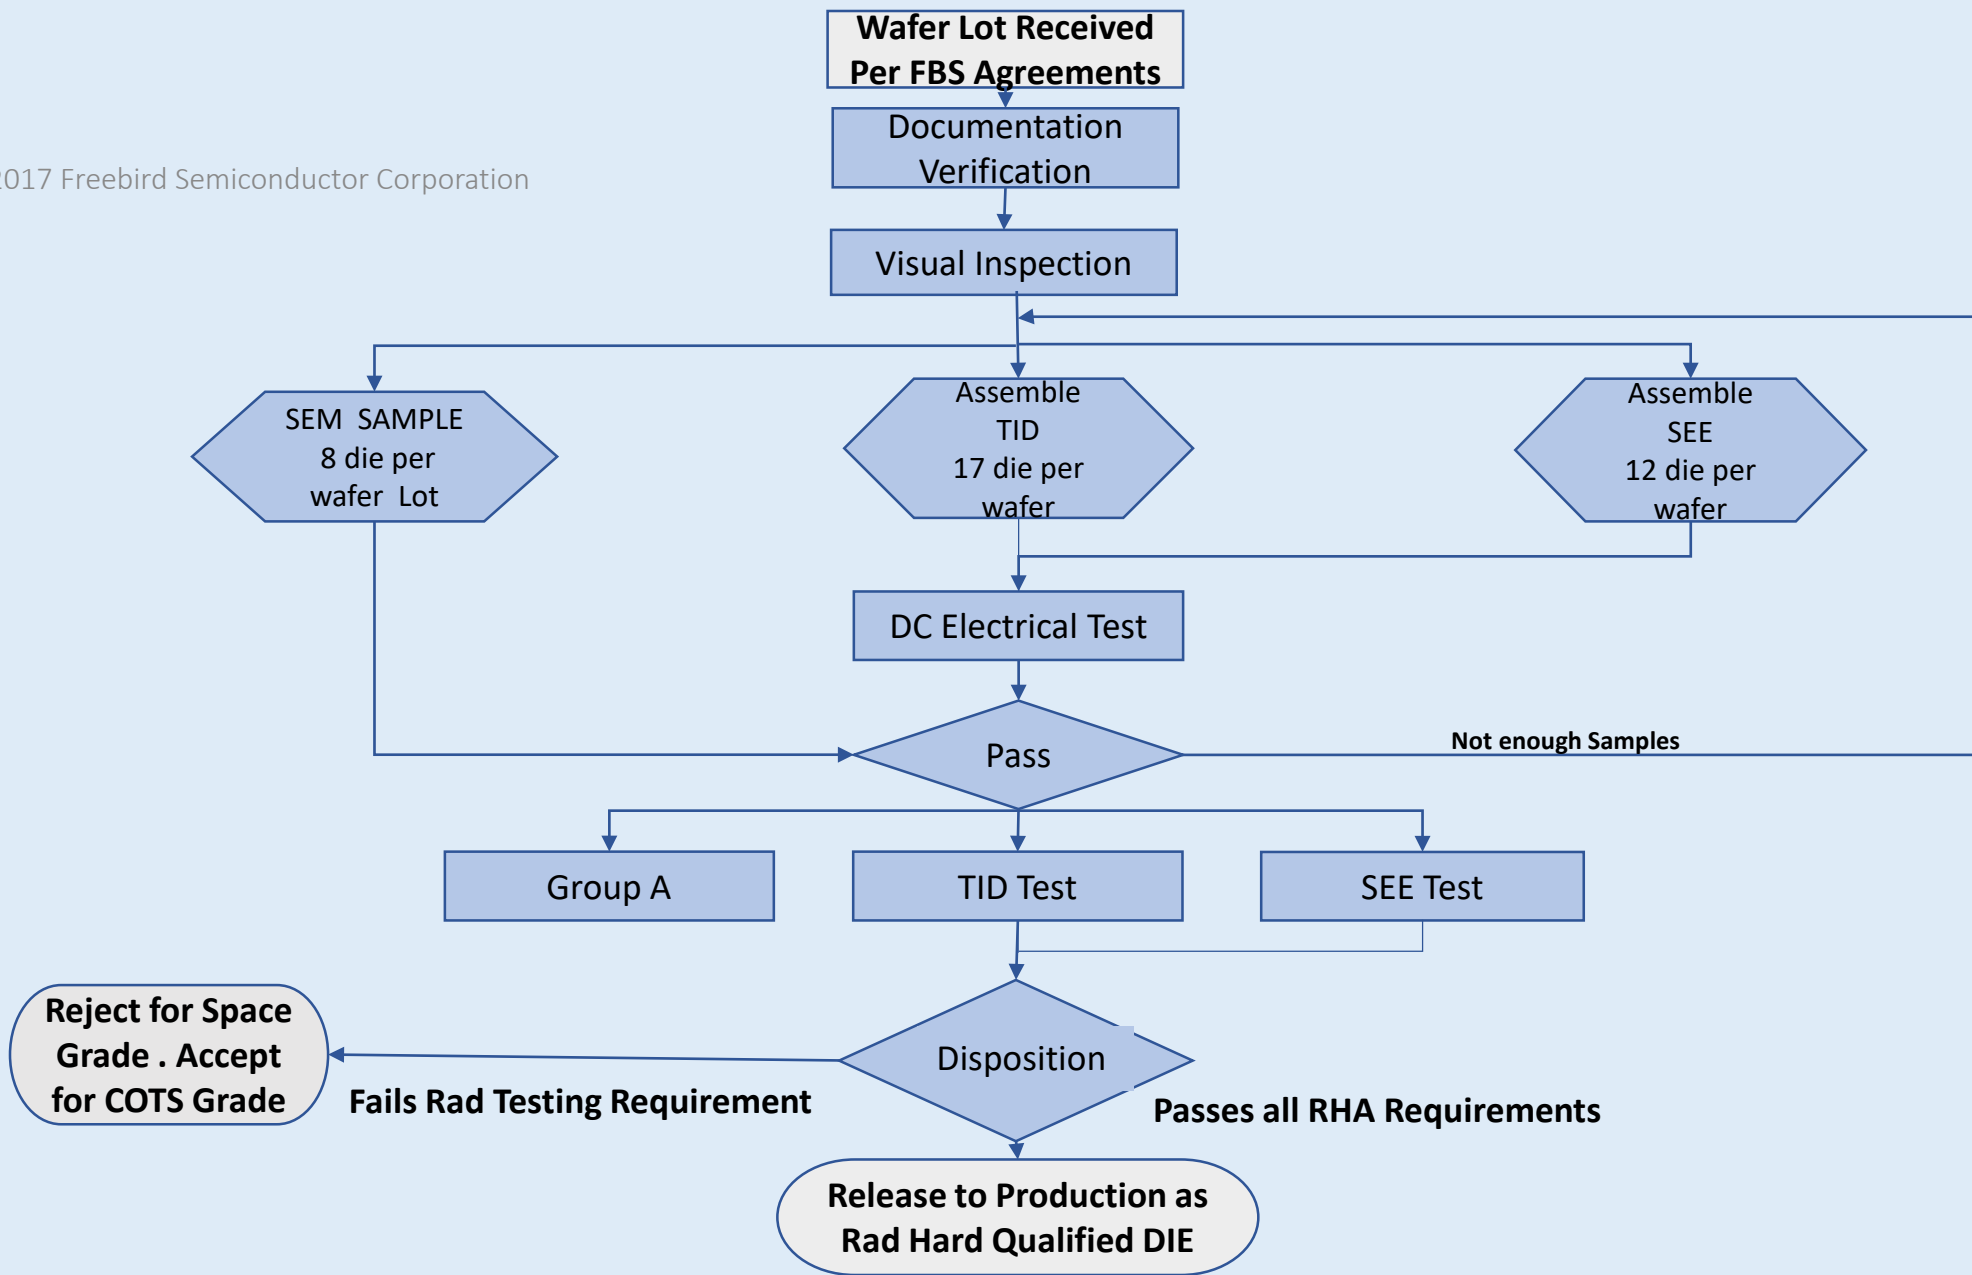 Wafer Lot Received
Per FBS Agreements
Documentation
Verification
2017 Freebird Semiconductor Corporation
Visual Inspection
SEM SAMPLE
8 die per
wafer Lot
Assemble
TID
17 die per
wafer
Assemble
SEE
12 die per
wafer
DC Electrical Test
Pass
Not enough Samples
Group A
TID Test
SEE Test
Reject for Space
Grade . Accept
for COTS Grade
Disposition
Fails Rad Testing Requirement
Passes all RHA Requirements
Release to Production as
Rad Hard Qualified DIE